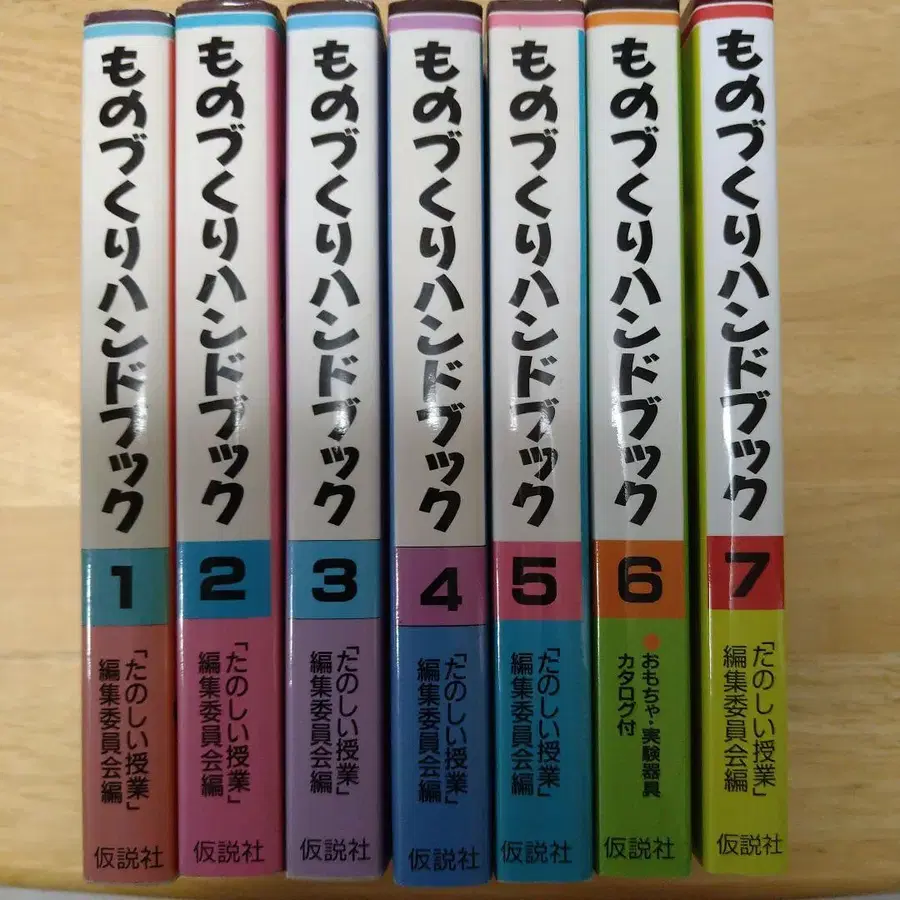 ものづくりハンドブック
1
「たのしい授業」
編集委員会編
仮説社
ものづくりハンドブック
2
「たのしい授業」
編集委員会編
仮説社
ものづくりハンドブック
3
「たのしい授業」
編集委員会編
仮説社
ものづくりハンドブック
4
「たのしい授業」
編集委員会編
仮説社
ものづくりハンドブック
5
「たのしい授業」
編集委員会編
仮説社
ものづくりハンドブック
6
●おもちゃ・実験器具
カタログ付
仮説社
ものづくりハンドブック
7
「たのしい授業」
編集委員会編
仮説社